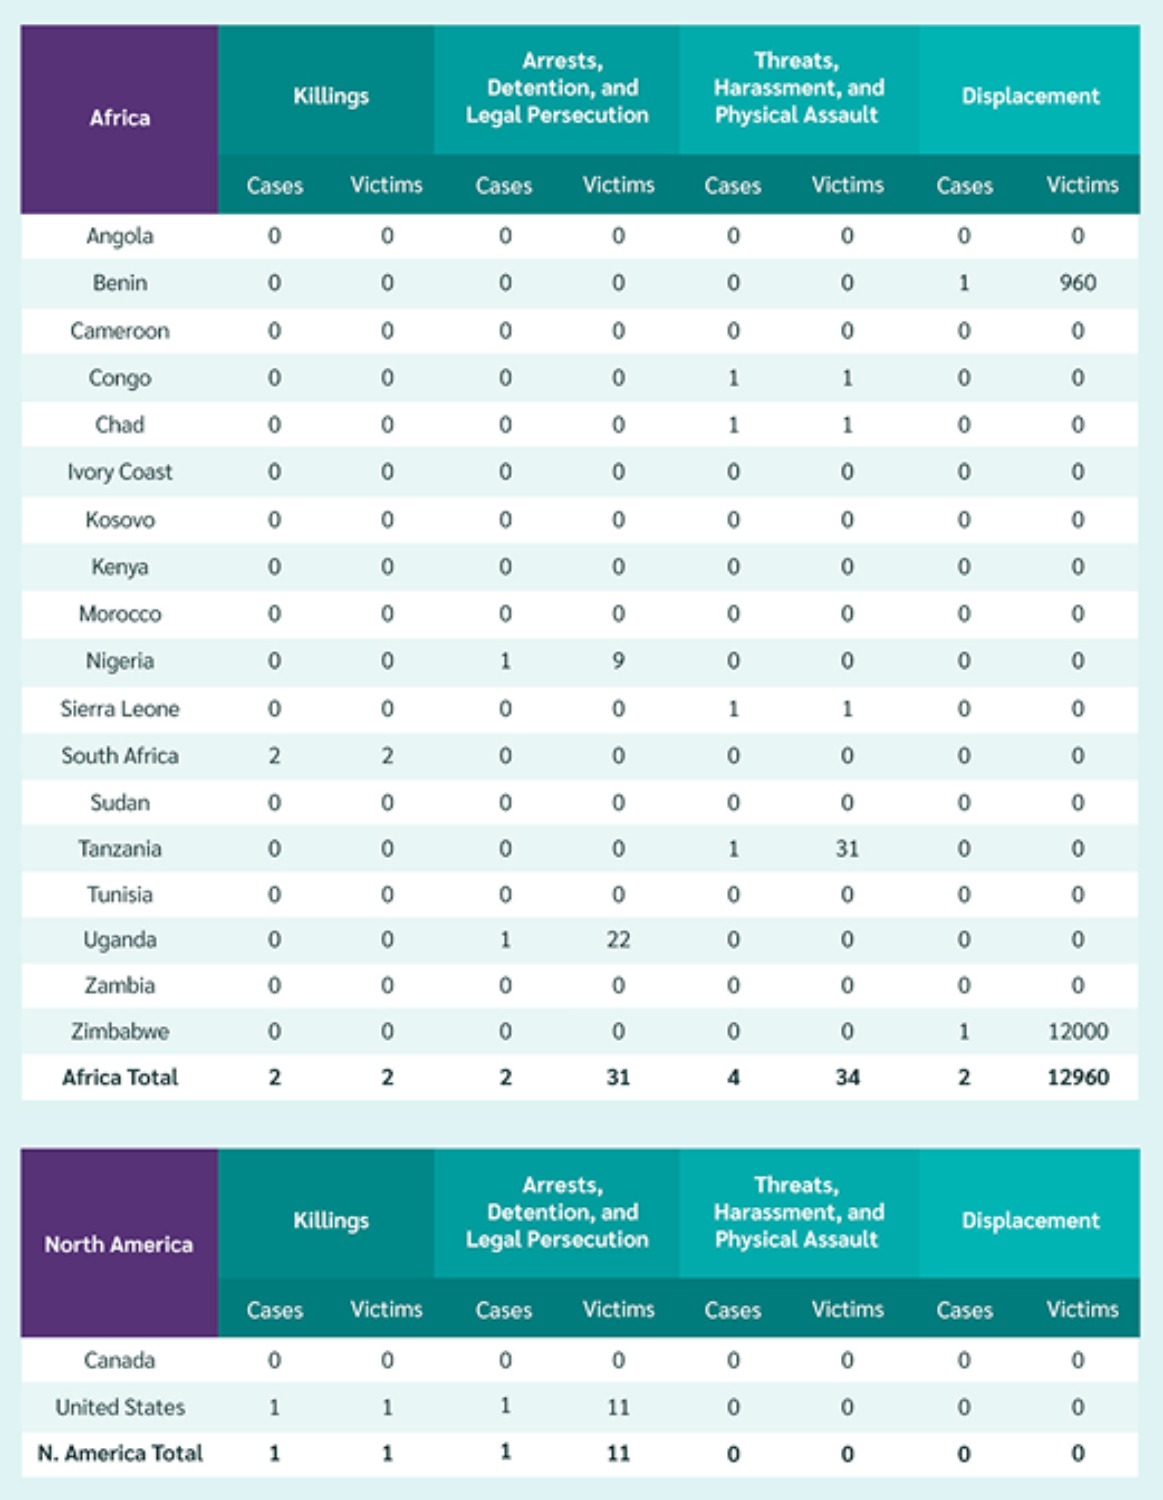 Africa Killings Arrests, Detention, and Legal Persecution Threats, Harassment, and Physical Assault Displacement
Cases Victims Cases Victims Cases Victims Cases Victims
Angola 0 0 0 0 0 0 0 0
Benin 0 0 0 0 0 0 1 960
Cameroon 0 0 0 0 0 0 0 0
Congo 0 0 0 0 1 1 0 0
Chad 0 0 0 0 1 1 0 0
Ivory Coast 0 0 0 0 0 0 0 0
Kosovo 0 0 0 0 0 0 0 0
Kenya 0 0 0 0 0 0 0 0
Morocco 0 0 0 0 0 0 0 0
Nigeria 0 0 1 9 0 0 0 0
Sierra Leone 0 0 0 0 1 1 0 0
South Africa 2 2 0 0 0 0 0 0
Sudan 0 0 0 0 0 0 0 0
Tanzania 0 0 0 0 1 31 0 0
Tunisia 0 0 0 0 0 0 0 0
Uganda 0 0 1 22 0 0 0 0
Zambia 0 0 0 0 0 0 0 0
Zimbabwe 0 0 0 0 0 0 1 12000
Africa Total 2 2 2 31 4 34 2 12960
North America Killings Arrests, Detention, and Legal Persecution Threats, Harassment, and Physical Assault Displacement
Cases Victims Cases Victims Cases Victims Cases Victims
Canada 0 0 0 0 0 0 0 0
United States 1 1 1 11 0 0 0 0
N. America Total 1 1 1 11 0 0 0 0